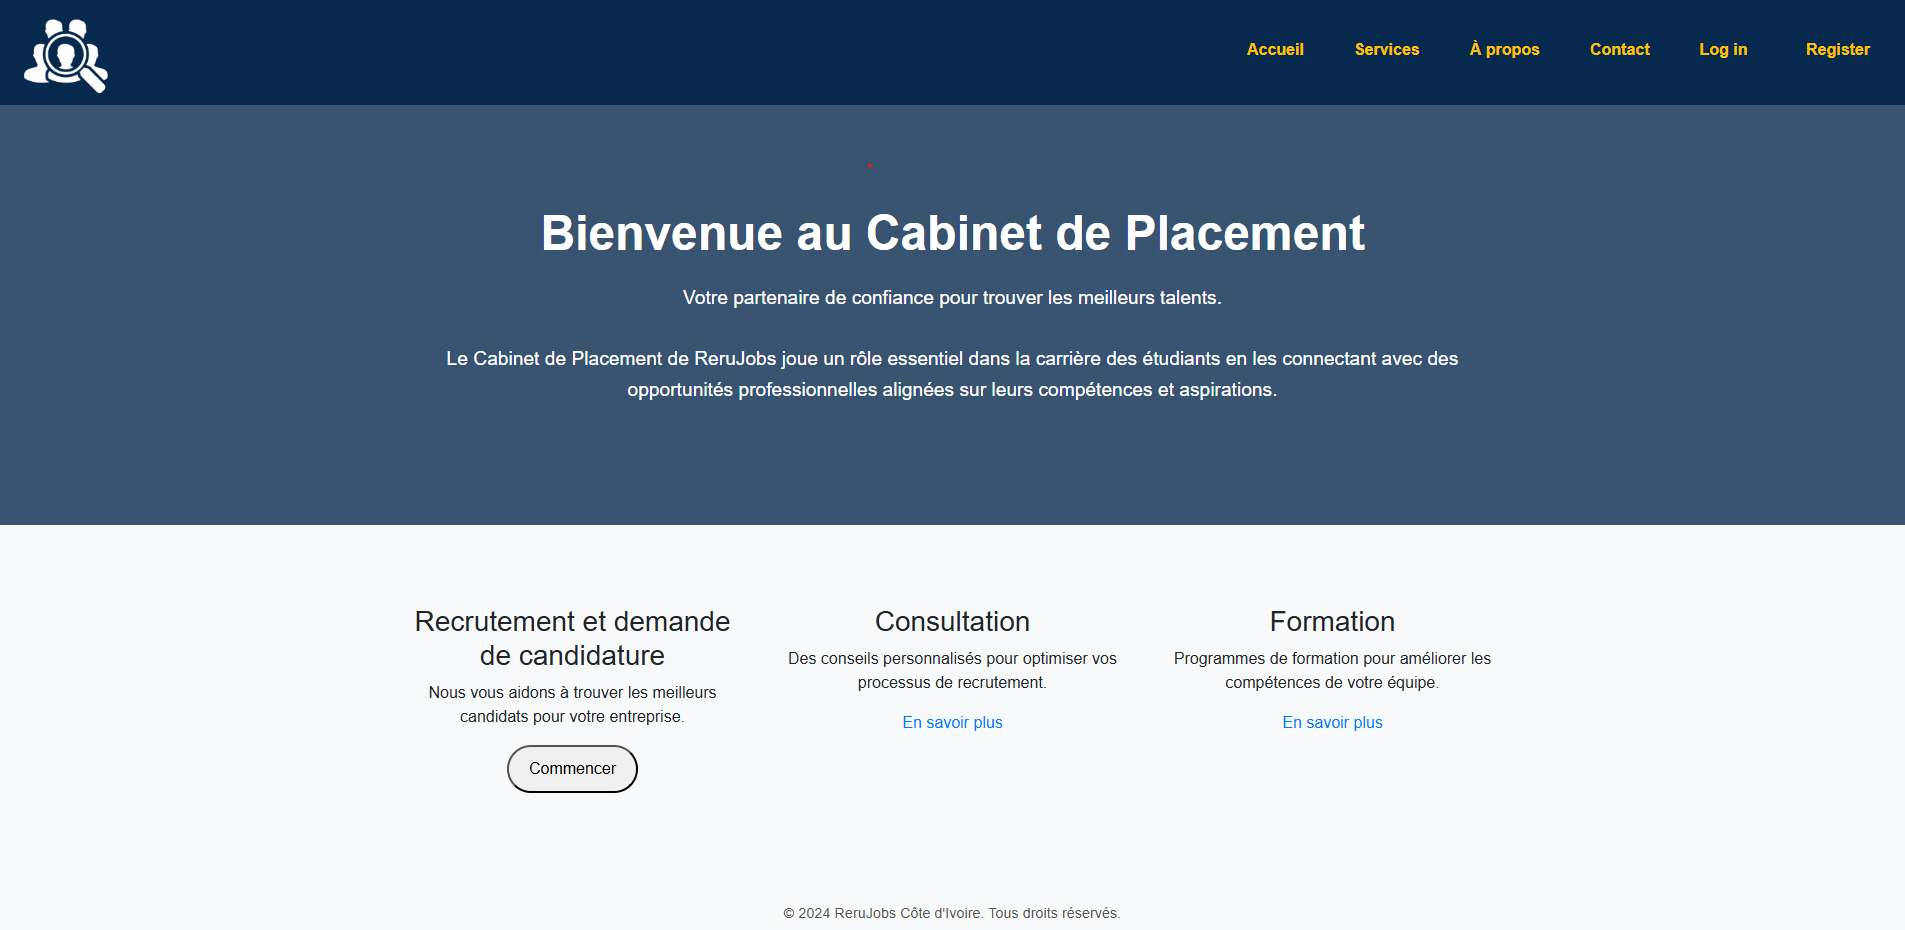 Accueil Services À propos Contact Log in Register
Bienvenue au Cabinet de Placement
Votre partenaire de confiance pour trouver les meilleurs talents.
Le Cabinet de Placement de ReruJobs joue un rôle essentiel dans la carrière des étudiants en les connectant avec des
opportunités professionnelles alignées sur leurs compétences et aspirations.
Recrutement et demande
de candidature
Nous vous aidons à trouver les meilleurs
candidats pour votre entreprise.
Commencer
Consultation
Des conseils personnalisés pour optimiser vos
processus de recrutement.
En savoir plus
Formation
Programmes de formation pour améliorer les
compétences de votre équipe.
En savoir plus
© 2024 ReruJobs Côte d'Ivoire. Tous droits réservés.